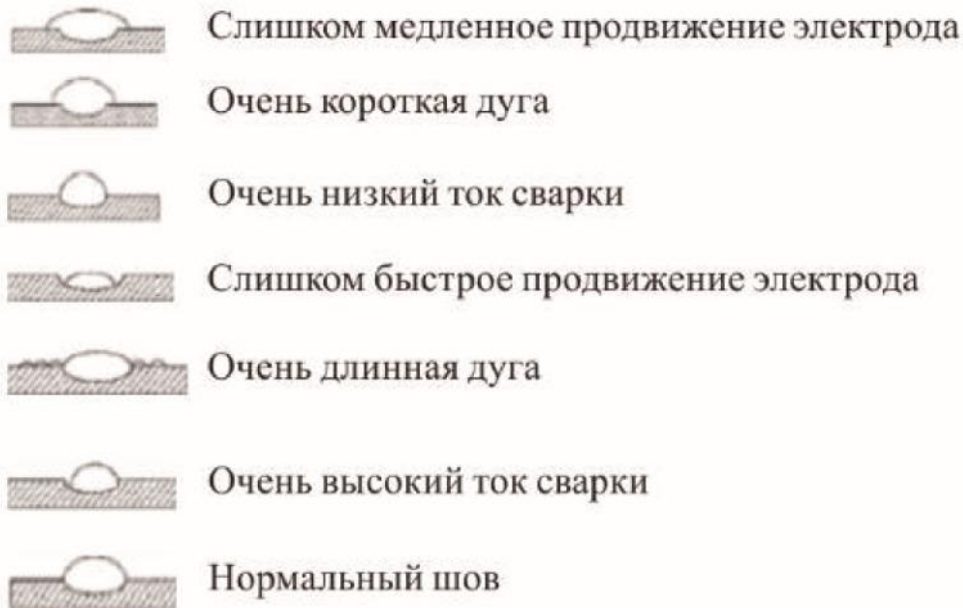 Слишком медленное продвижение электрода
Очень короткая дуга
Очень низкий ток сварки
Слишком быстрое продвижение электрода
Очень длинная дуга
Очень высокий ток сварки
Нормальный шов